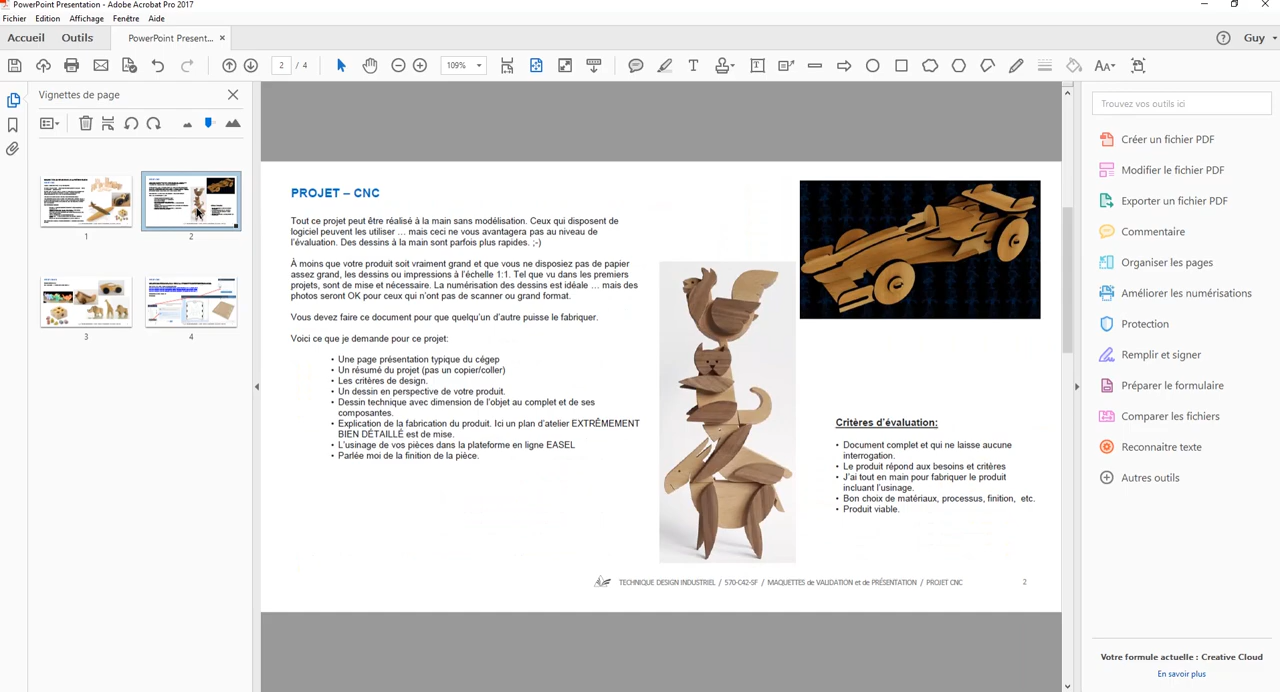 PowerPoint Presentation - Adobe Acrobat Pro 2017
Fichier Edition Affichage Fenêtre Aide
Accueil Outils PowerPoint Present... ×
Guy
2 / 4
109%
Vignettes de page
1
2
3
4
PROJET – CNC
Tout ce projet peut être réalisé à la main sans modélisation. Ceux qui disposent de
logiciel peuvent les utiliser … mais ceci ne vous avantagera pas au niveau de
l'évaluation. Des dessins à la main sont parfois plus rapides. ;-)
À moins que votre produit soit vraiment grand et que vous ne disposiez pas de papier
assez grand, les dessins ou impressions à l'échelle 1:1. Tel que vu dans les premiers
projets, sont de mise et nécessaire. La numérisation des dessins est idéale … mais des
photos seront OK pour ceux qui n'ont pas de scanner ou grand format.
Vous devez faire ce document pour que quelqu'un d'autre puisse le fabriquer.
Voici ce que je demande pour ce projet:
• Une page présentation typique du cégep
• Un résumé du projet (pas un copier/coller)
• Les critères de design.
• Un dessin en perspective de votre produit.
• Dessin technique avec dimension de l'objet au complet et de ses
composantes.
• Explication de la fabrication du produit. Ici un plan d'atelier EXTRÊMEMENT
BIEN DÉTAILLÉ est de mise.
• L'usinage de vos pièces dans la plateforme en ligne EASEL
• Parlée moi de la finition de la pièce.
Critères d'évaluation:
• Document complet et qui ne laisse aucune
interrogation.
• Le produit répond aux besoins et critères
• J'ai tout en main pour fabriquer le produit
incluant l'usinage.
• Bon choix de matériaux, processus, finition, etc.
• Produit viable.
TECHNIQUE DESIGN INDUSTRIEL / 570-C42-SF / MAQUETTES de VALIDATION et de PRÉSENTATION / PROJET CNC
2
Trouvez vos outils ici
Créer un fichier PDF
Modifier le fichier PDF
Exporter un fichier PDF
Commentaire
Organiser les pages
Améliorer les numérisations
Protection
Remplir et signer
Préparer le formulaire
Comparer les fichiers
Reconnaitre texte
Autres outils
Votre formule actuelle : Creative Cloud
En savoir plus